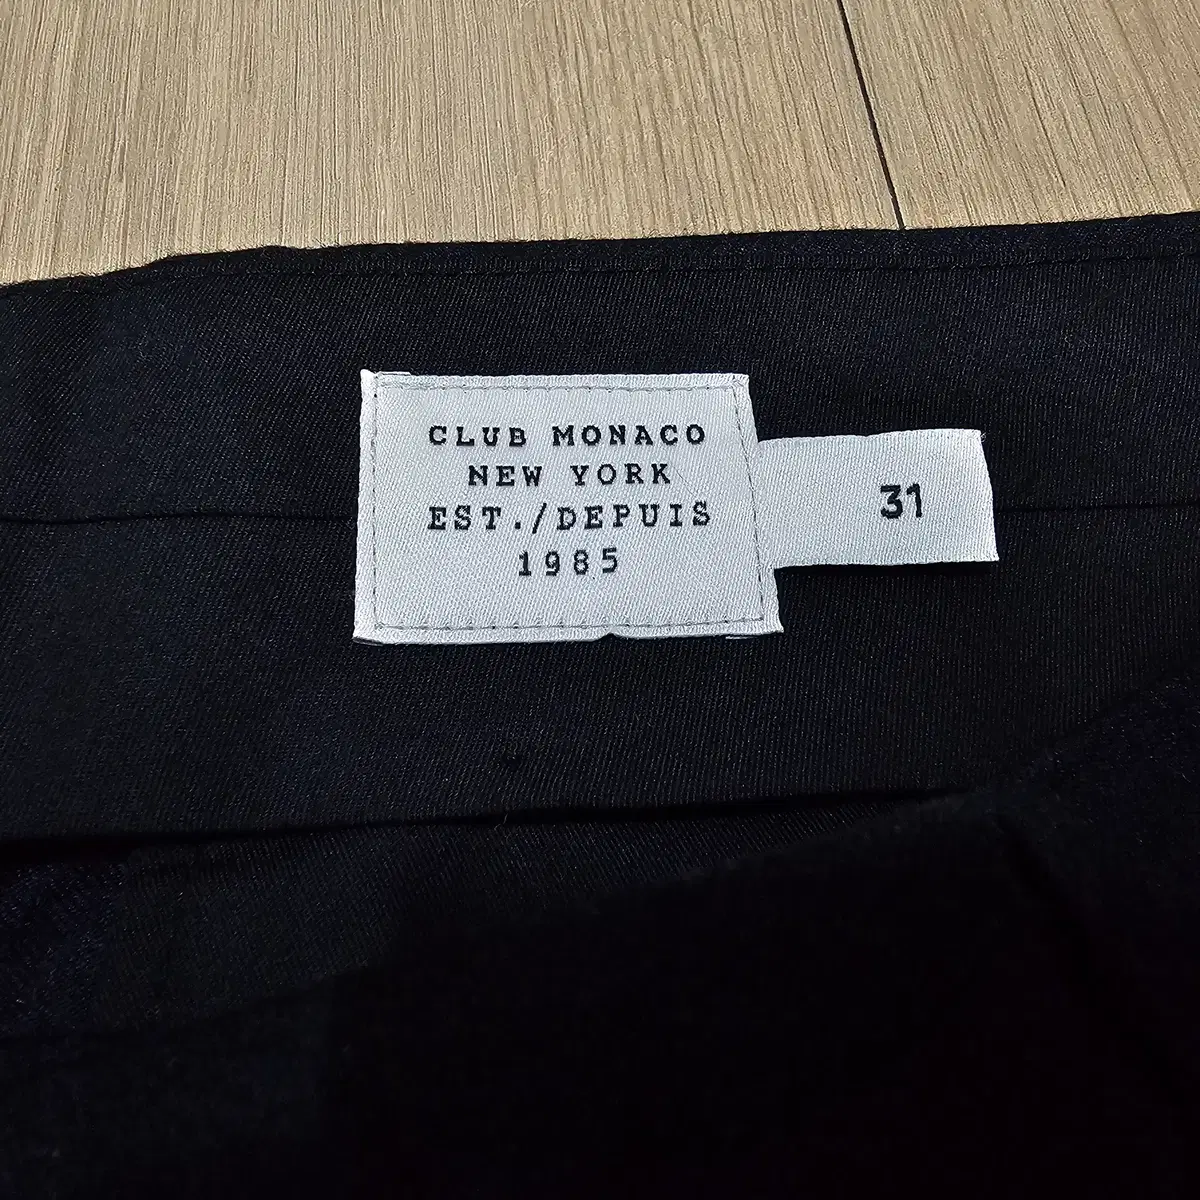 CLUB MONACO
NEW YORK
EST./DEPUIS
1985
31